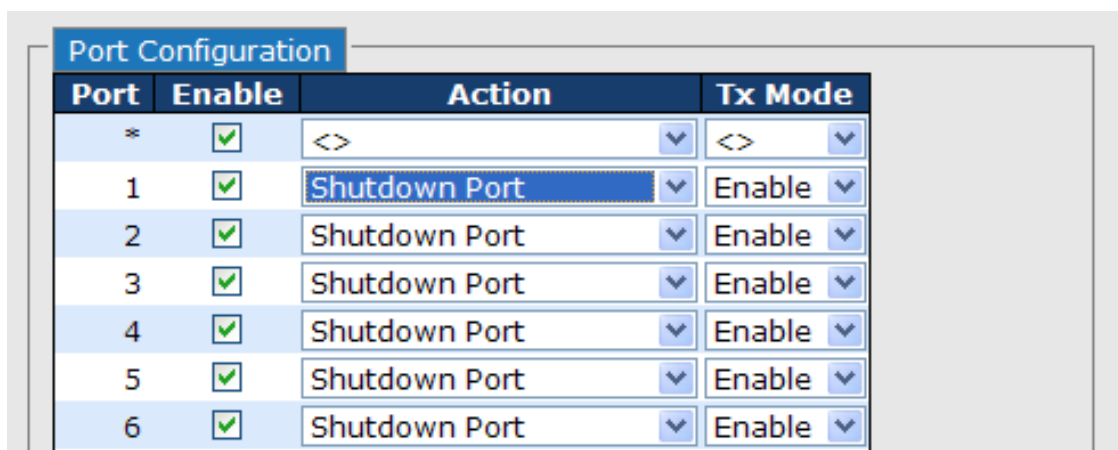 Port Configuration
Port Enable Action Tx Mode
* <> <>
1 Shutdown Port Enable
2 Shutdown Port Enable
3 Shutdown Port Enable
4 Shutdown Port Enable
5 Shutdown Port Enable
6 Shutdown Port Enable